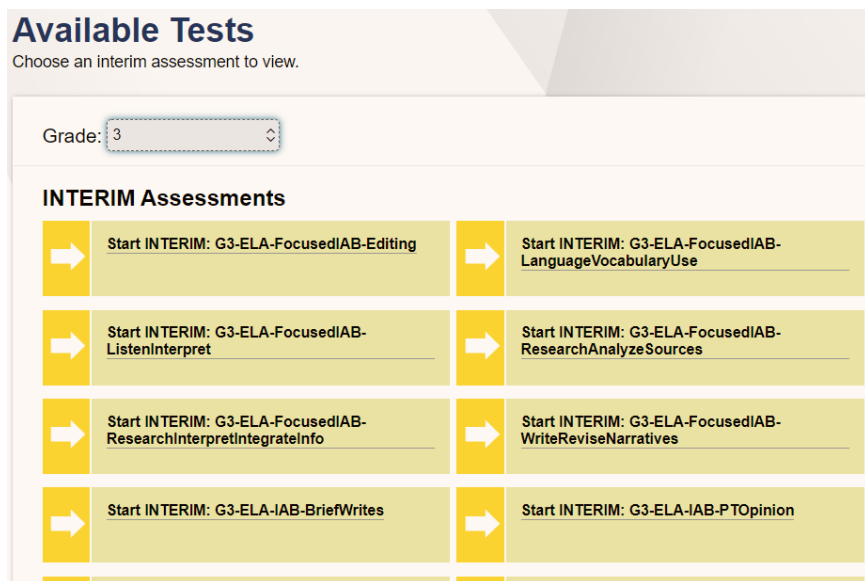 Available Tests
Choose an interim assessment to view.
Grade: 3
INTERIM Assessments
Start INTERIM: G3-ELA-FocusedIAB-Editing
Start INTERIM: G3-ELA-FocusedIAB-
LanguageVocabularyUse
Start INTERIM: G3-ELA-FocusedIAB-
ListenInterpret
Start INTERIM: G3-ELA-FocusedIAB-
ResearchAnalyzeSources
Start INTERIM: G3-ELA-FocusedIAB-
ResearchInterpretIntegrateInfo
Start INTERIM: G3-ELA-FocusedIAB-
WriteReviseNarratives
Start INTERIM: G3-ELA-IAB-BriefWrites
Start INTERIM: G3-ELA-IAB-PTOpinion